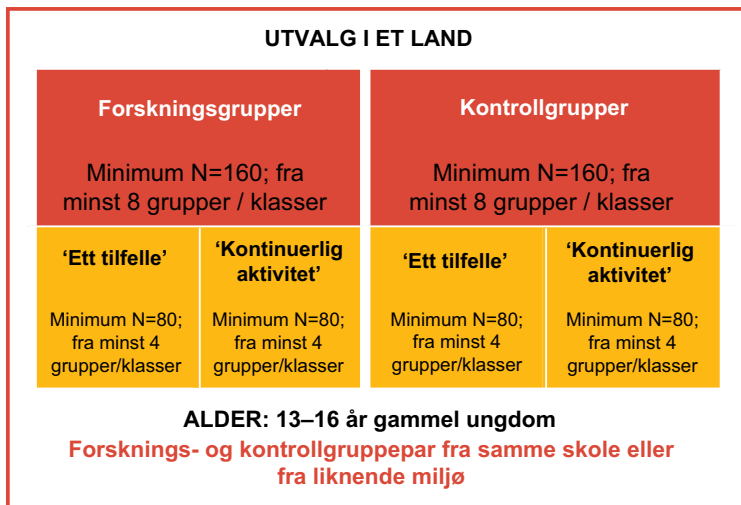 UTVALG I ET LAND
Forskningsgrupper
Minimum N=160; fra
minst 8 grupper / klasser
Kontrollgrupper
Minimum N=160; fra
minst 8 grupper / klasser
‘Ett tilfelle’
Minimum N=80;
fra minst 4
grupper/klasser
‘Kontinuerlig
aktivitet’
Minimum N=80;
fra minst 4
grupper/klasser
‘Ett tilfelle’
Minimum N=80;
fra minst 4
grupper/klasser
‘Kontinuerlig
aktivitet’
Minimum N=80;
fra minst 4
grupper/klasser
ALDER: 13–16 år gammel ungdom
Forsknings- og kontrollgruppepar fra samme skole eller
fra liknende miljø